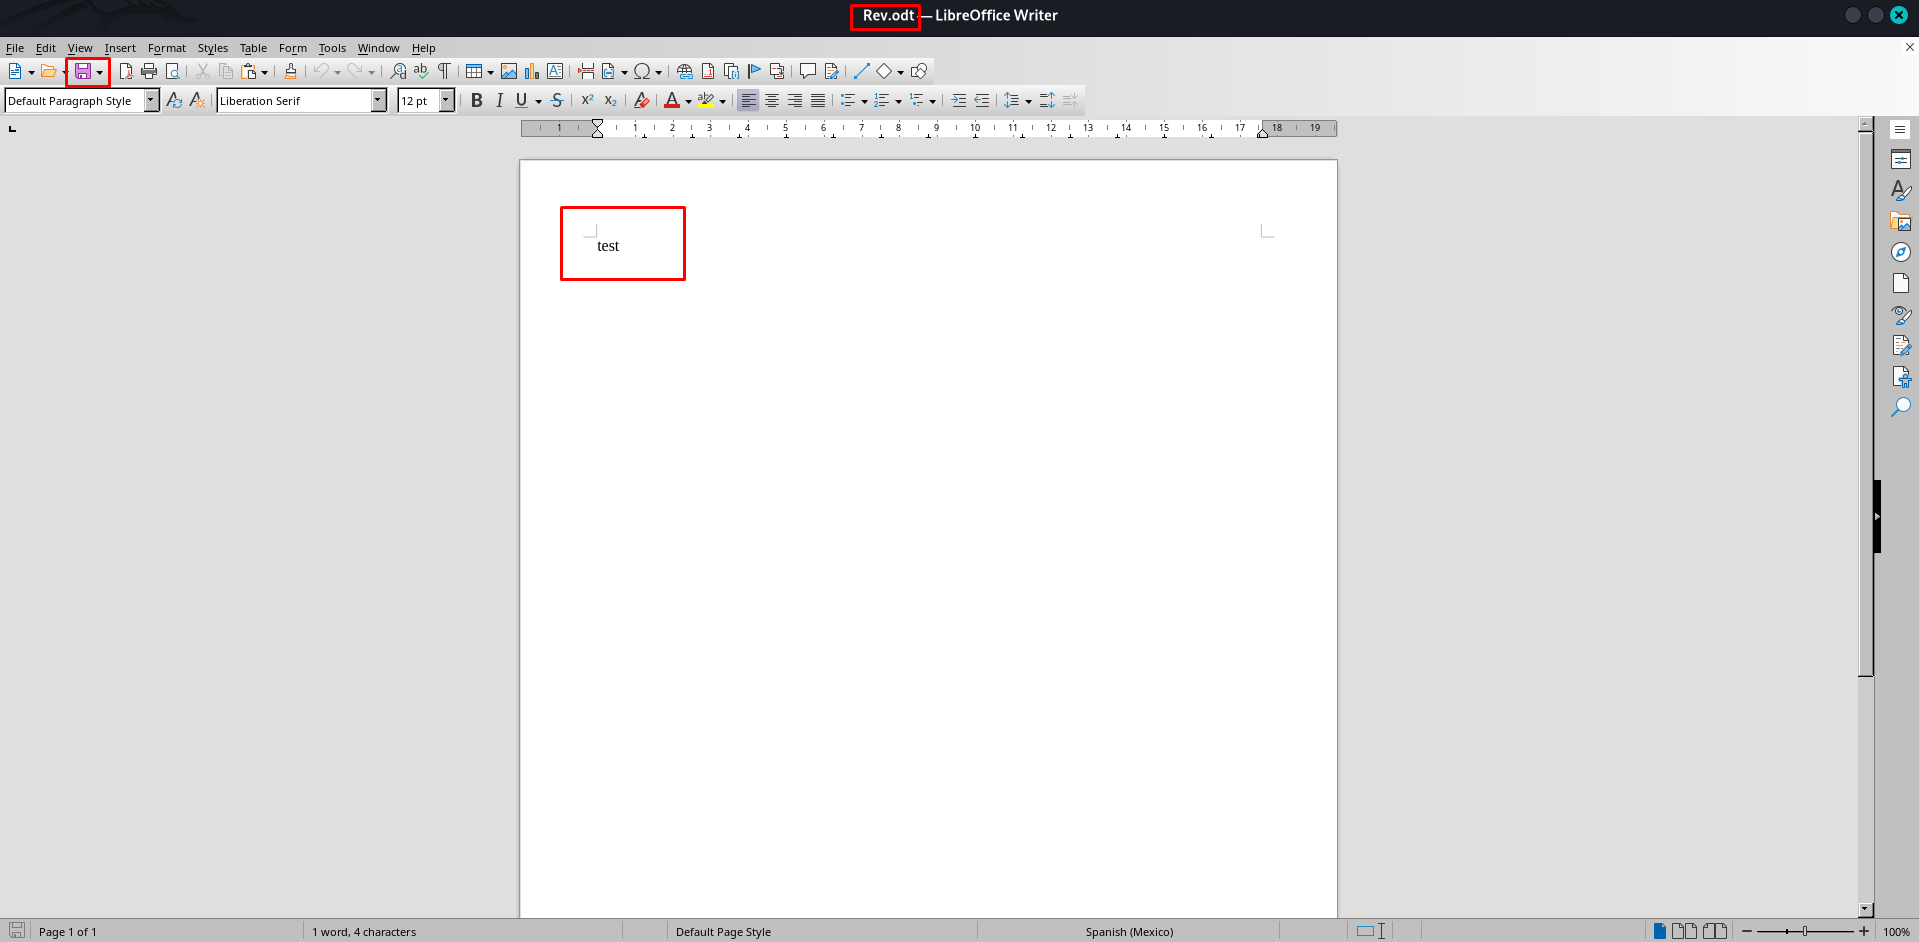 Rev.odt — LibreOffice Writer
File Edit View Insert Format Styles Table Form Tools Window Help
Default Paragraph Style Liberation Serif 12 pt
1 1 2 3 4 5 6 7 8 9 10 11 12 13 14 15 16 17 18 19
test
Page 1 of 1 1 word, 4 characters Default Page Style Spanish (Mexico) 100%